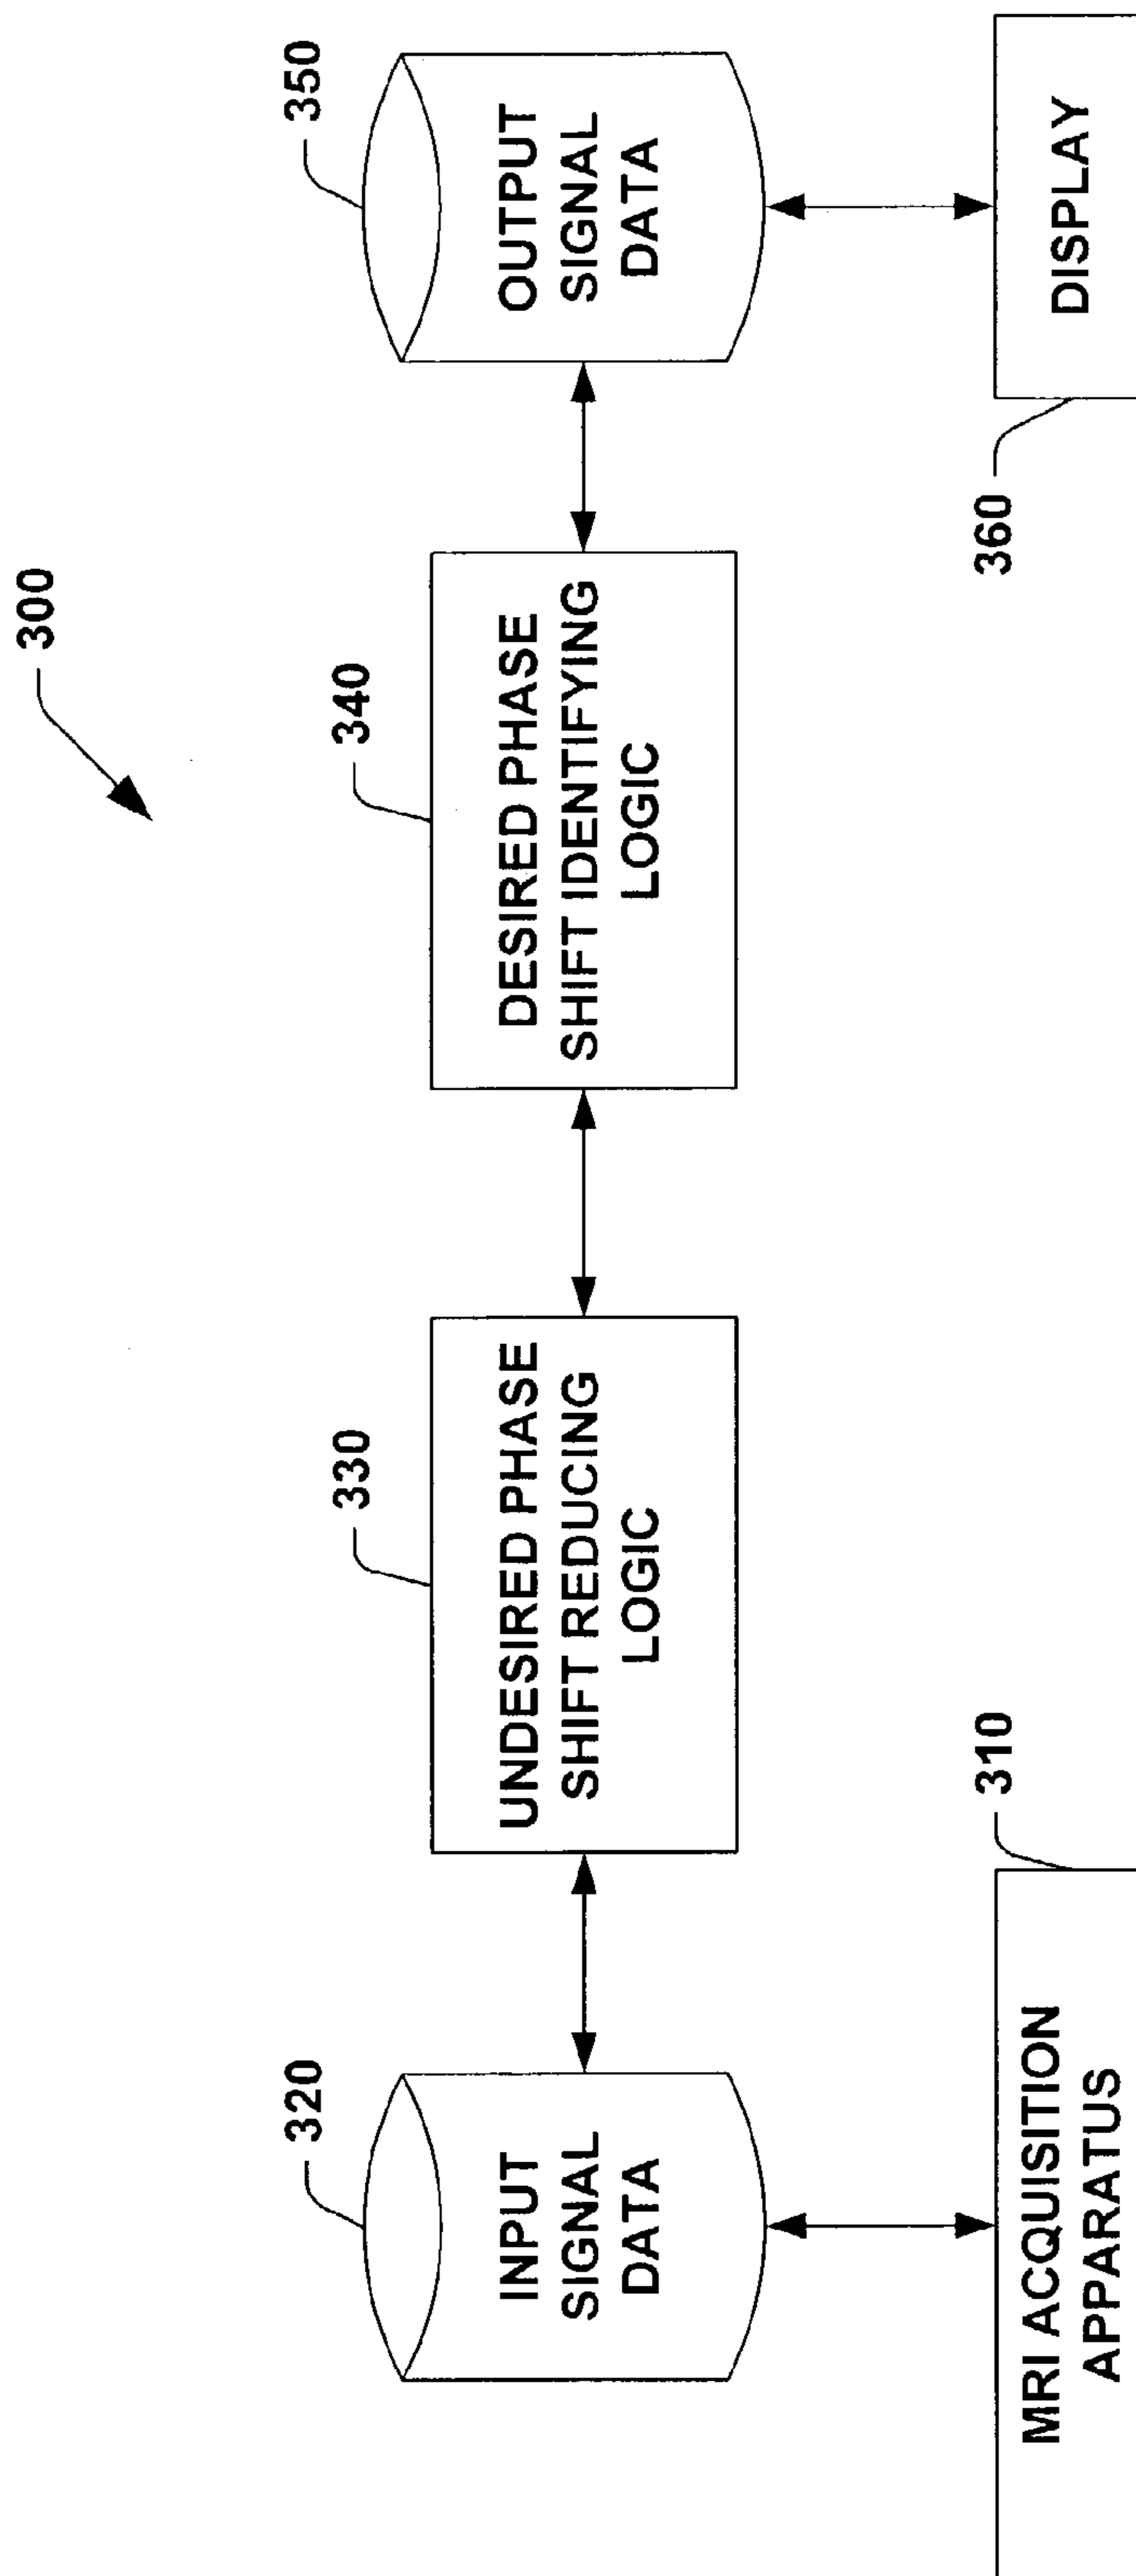 300
320
INPUT
SIGNAL
DATA
330
UNDESIRED PHASE
SHIFT REDUCING
LOGIC
340
DESIRED PHASE
SHIFT IDENTIFYING
LOGIC
350
OUTPUT
SIGNAL
DATA
310
MRI ACQUISITION
APPARATUS
360
DISPLAY